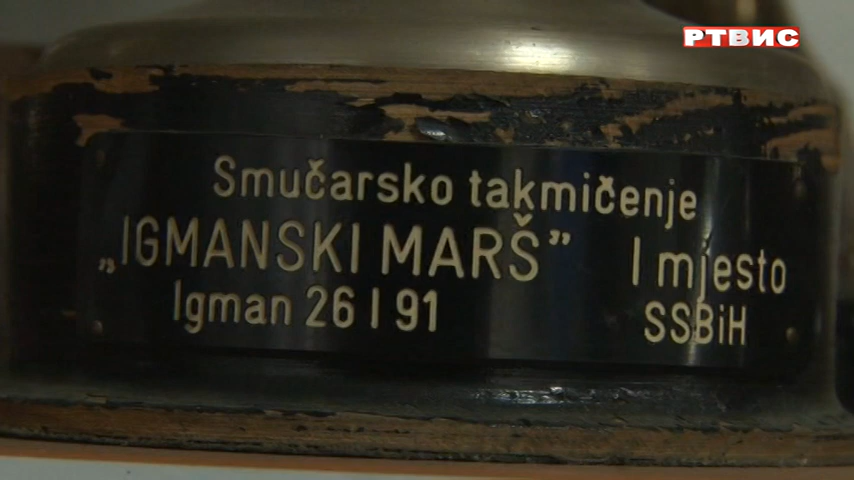 РТВИС
Smučarsko takmičenje
„IGMANSKI MARŠ” I mjesto
Igman 26 I 91 SSBiH